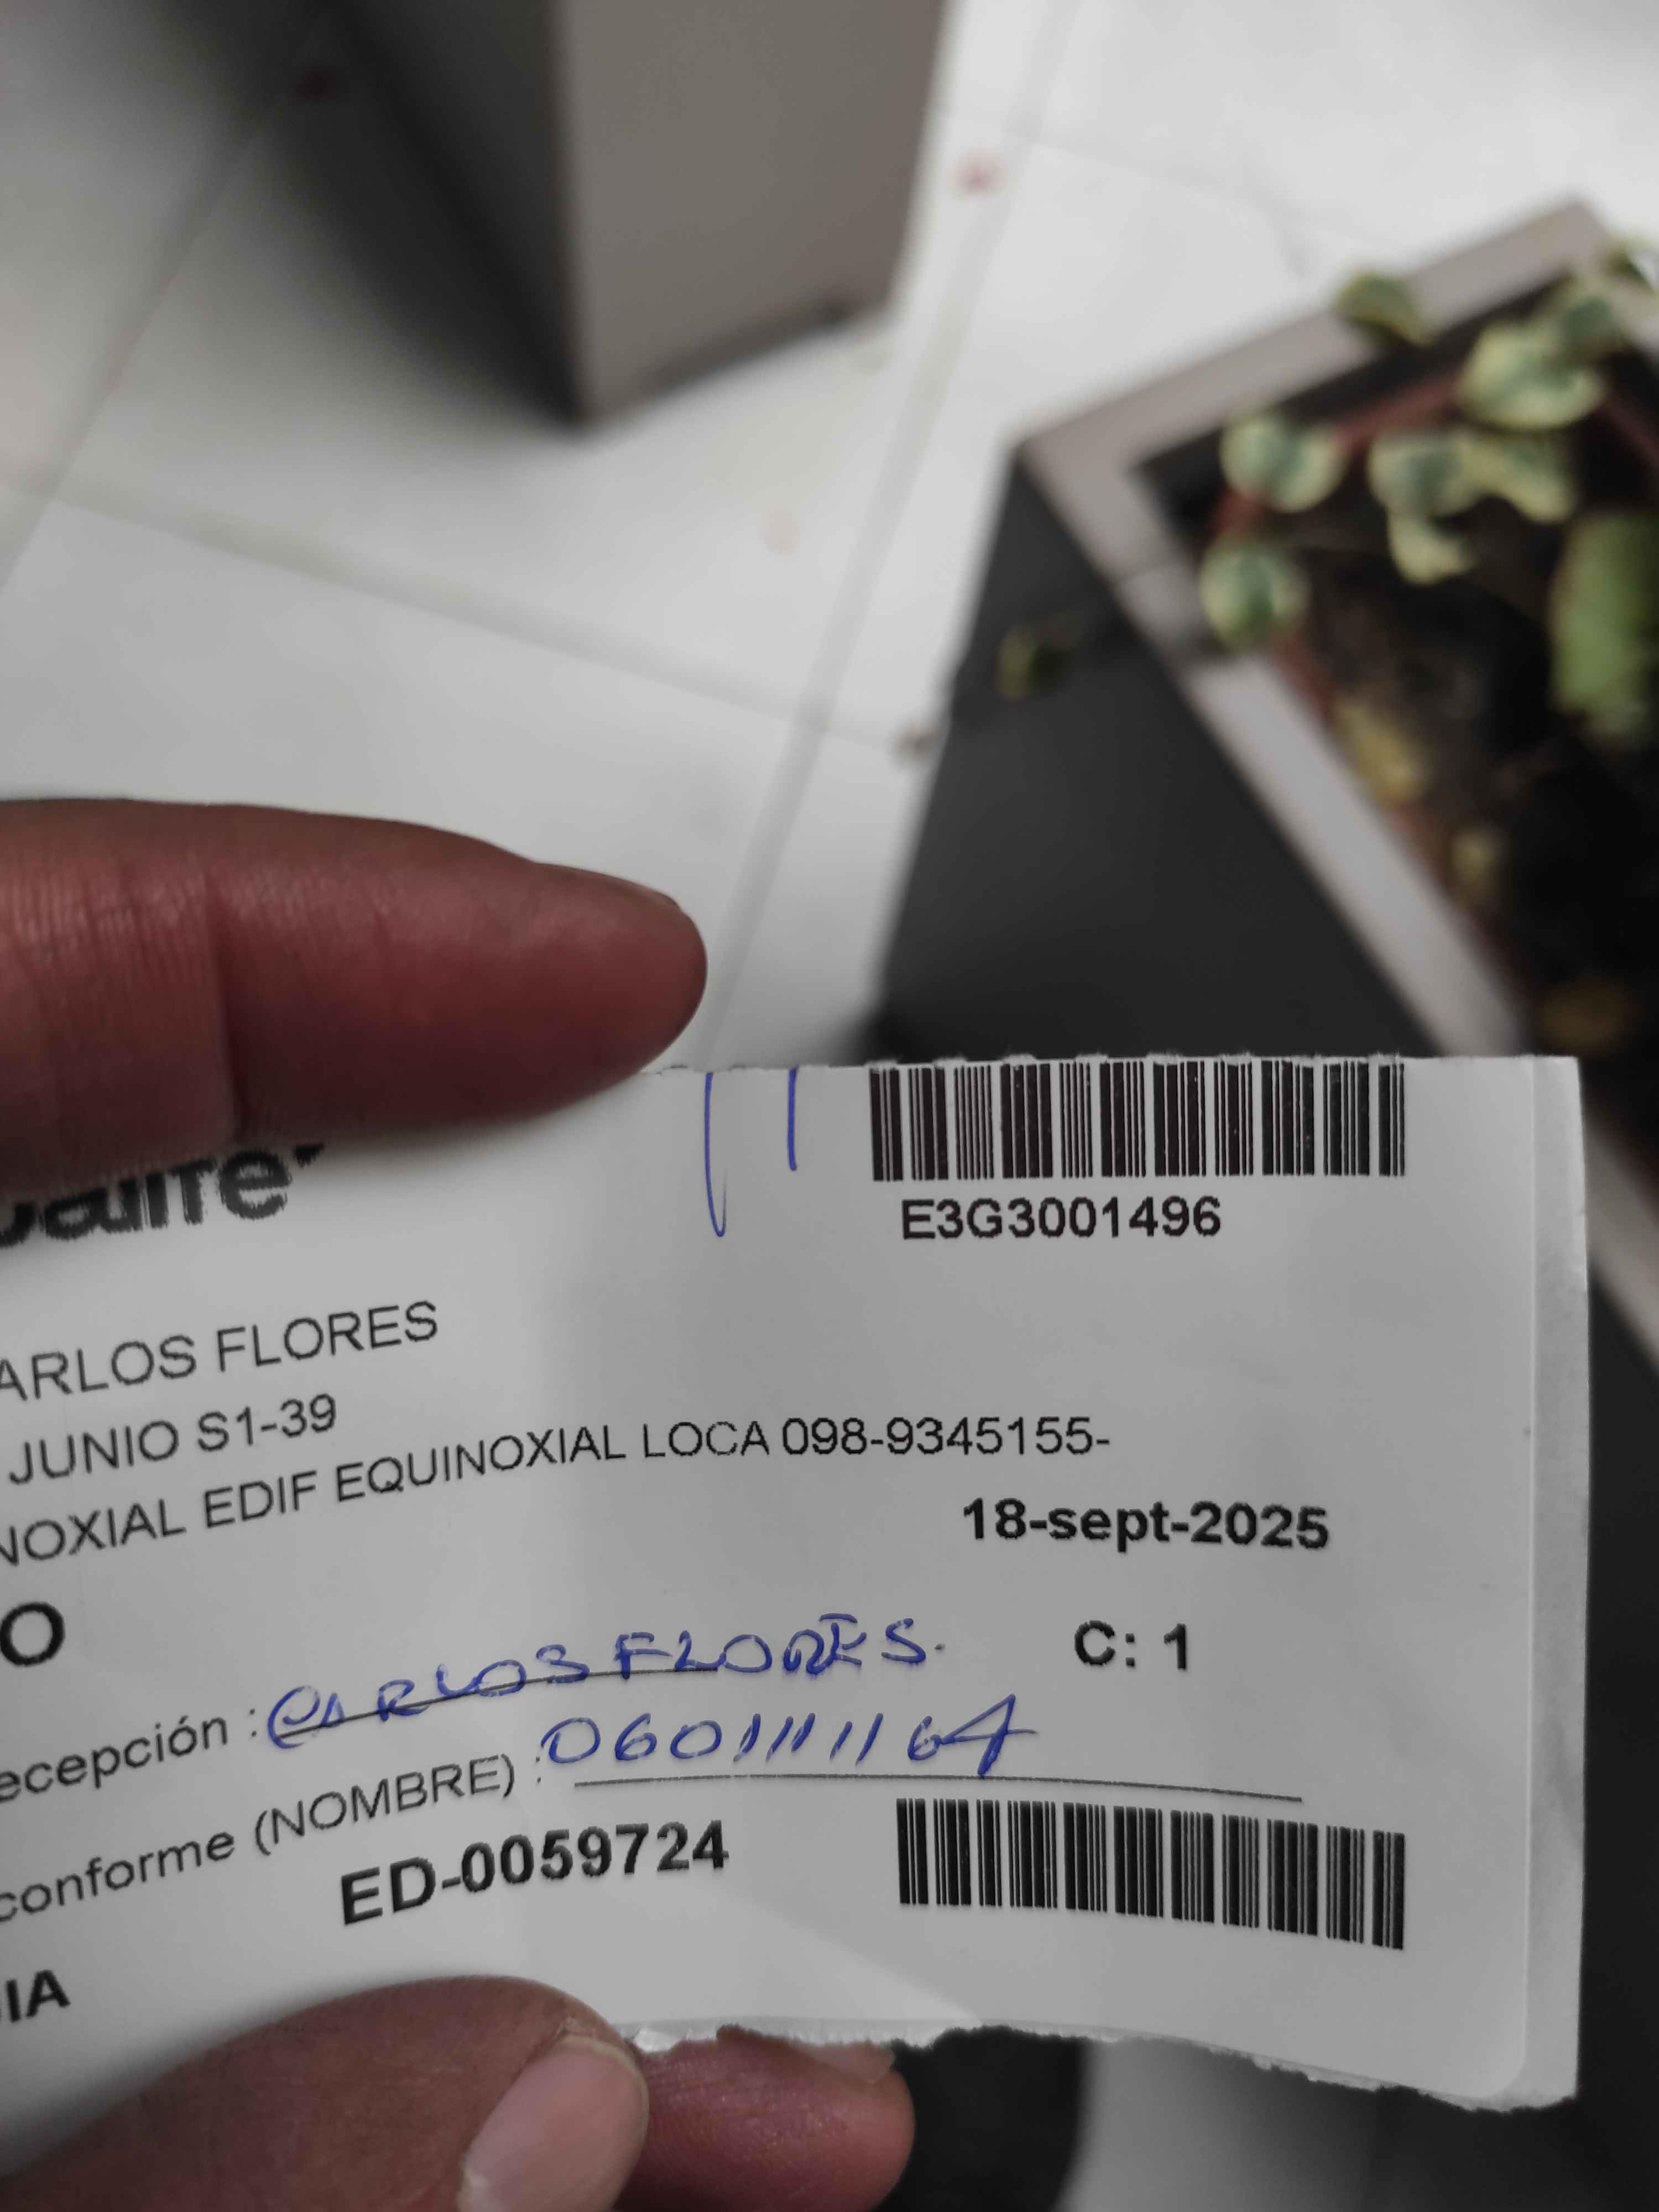 E3G3001496
ARLOS FLORES
JUNIO S1-39
NOXIAL EDIF EQUINOXIAL LOCA 098-9345155-
18-sept-2025
O
C: 1
ecepción : CARLOS FLORES.
conforme (NOMBRE) :
ED-0059724
IA